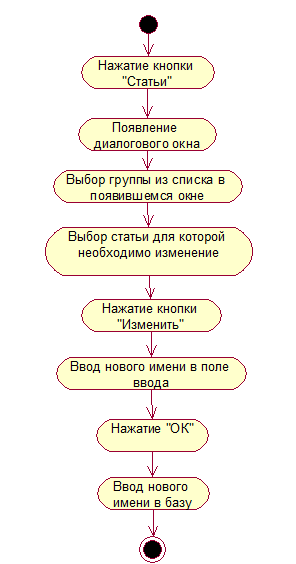 Нажатие кнопки
"Статьи"
Появление
диалогового окна
Выбор группы из списка в
появившемся окне
Выбор статьи для которой
необходимо изменение
Нажатие кнопки
"Изменить"
Ввод нового имени в поле
ввода
Нажатие "ОК"
Ввод нового
имени в базу